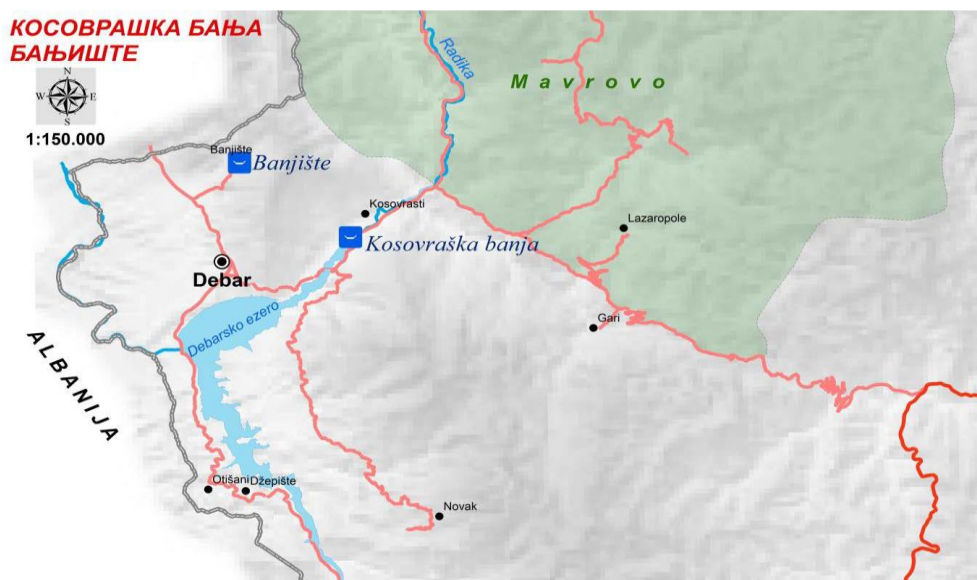 КОСОВРАШКА БАЊА
БАЊИШТЕ
N
W E
S
1:150.000
Radika
Mavrovo
Banjište
Banjište
Kosovrasti
Kosovraška banja
Lazaropole
Debar
Debarsko ezero
Gari
ALBANIJA
Otišani
Džepište
Novak